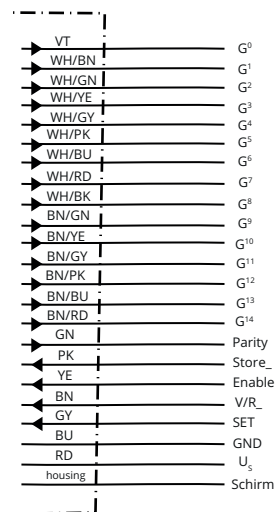 VT G⁰
WH/BN G¹
WH/GN G²
WH/YE G³
WH/GY G⁴
WH/PK G⁵
WH/BU G⁶
WH/RD G⁷
WH/BK G⁸
BN/GN G⁹
BN/YE G¹⁰
BN/GY G¹¹
BN/PK G¹²
BN/BU G¹³
BN/RD G¹⁴
GN Parity
PK Store_
YE Enable
BN V/R_
GY SET
BU GND
RD Uₛ
housing Schirm